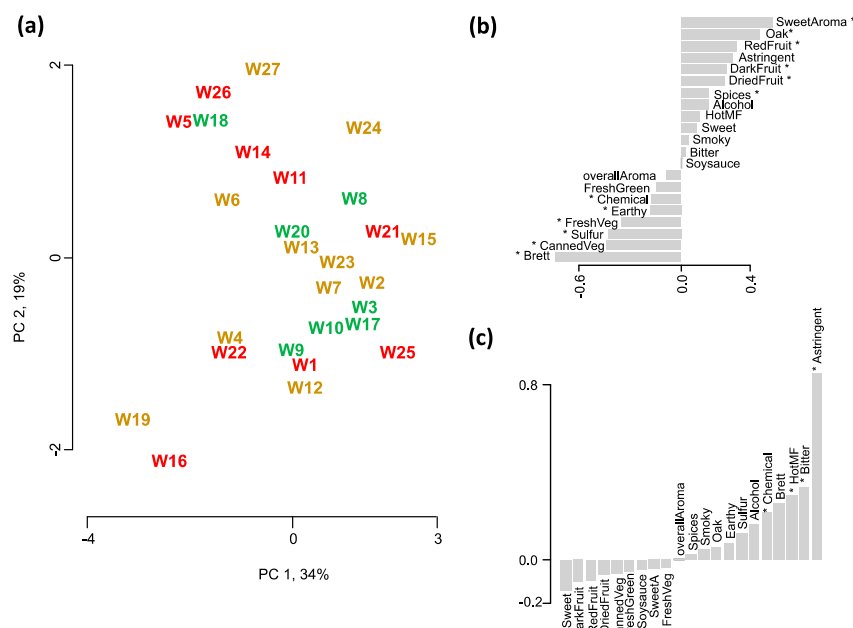 (a)
2
0
-2
PC 2, 19%
W27
W26
W5
W18
W24
W14
W11
W6
W8
W20
W21
W13
W15
W23
W7
W2
W3
W10
W17
W4
W22
W9
W1
W25
W12
W19
W16
-4
0
3
PC 1, 34%
(b)
SweetAroma *
Oak*
RedFruit *
Astringent
DarkFruit *
DriedFruit *
Spices *
Alcohol
HotMF
Sweet
Smoky
Bitter
Soysauce
overallAroma
FreshGreen
* Chemical
* Earthy
* FreshVeg
* Sulfur
* CannedVeg
* Brett
-0.6
0.0
0.4
(c)
0.8
0.0
-0.2
Sweet
DarkFruit
RedFruit
DriedFruit
nnedVeg
reshGreen
Soysauce
SweetA
FreshVeg
overallAroma
Spices
Smoky
Oak
Earthy
Sulfur
Alcohol
* Chemical
Brett
* HotMF
* Bitter
* Astringent